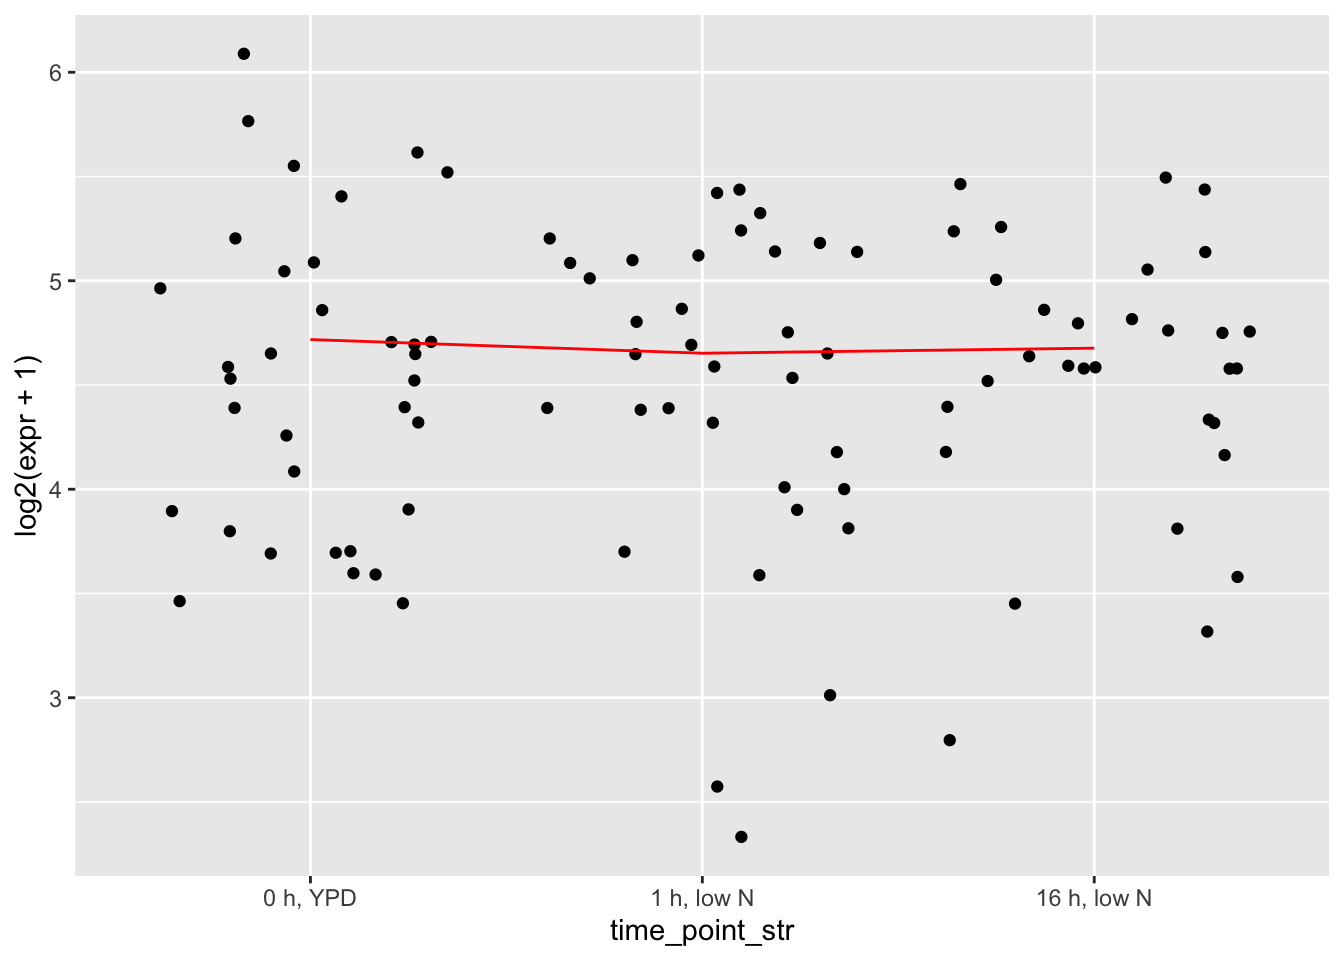 log2(expr + 1)
6
5
4
3
0 h, YPD
1 h, low N
16 h, low N
time_point_str